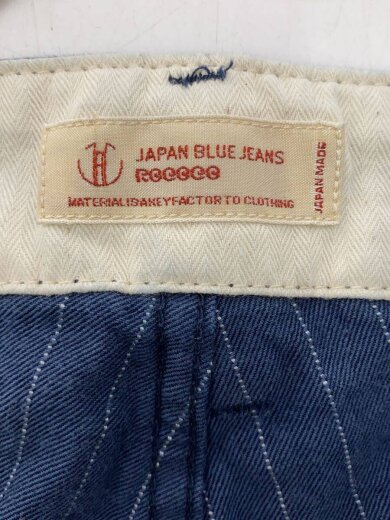 JAPAN BLUE JEANS
RCCCCC
MATERIAL IS A KEY FACTOR TO CLOTHING
JAPAN MADE